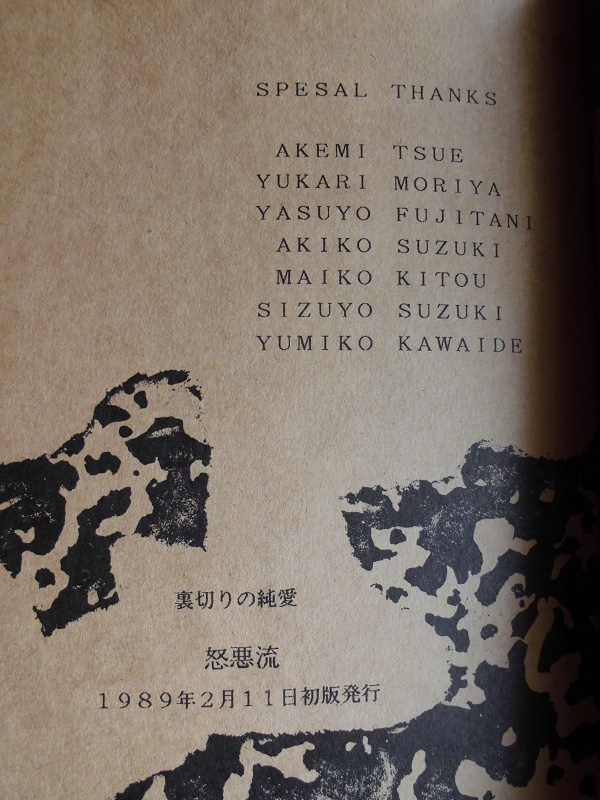 SPESAL THANKS
AKEMI TSUE
YUKARI MORIYA
YASUYO FUJITANI
AKIKO SUZUKI
MAIKO KITOU
SIZUYO SUZUKI
YUMIKO KAWAIDE
裏切りの純愛
怒悪流
1989年2月11日初版発行